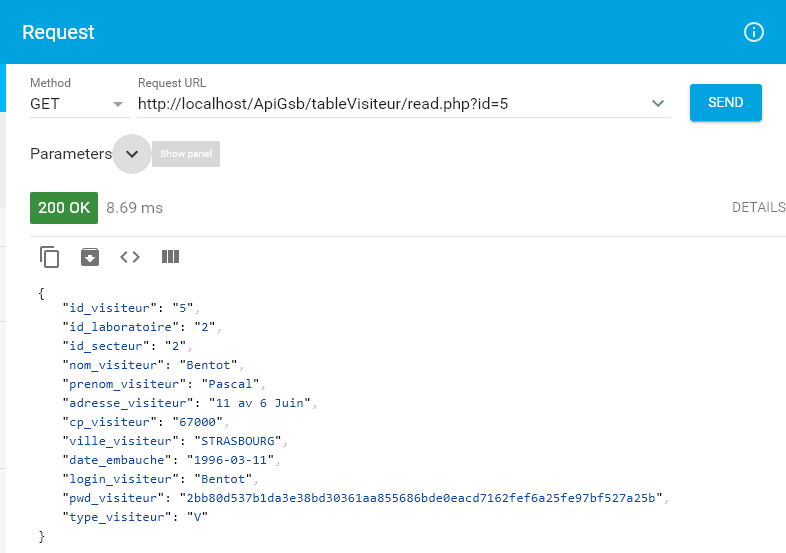 Request
Method
Request URL
GET
http://localhost/ApiGsb/tableVisiteur/read.php?id=5
SEND
Parameters
Show panel
200 OK
8.69 ms
DETAILS
{
"id_visiteur": "5",
"id_laboratoire": "2",
"id_secteur": "2",
"nom_visiteur": "Bentot",
"prenom_visiteur": "Pascal",
"adresse_visiteur": "11 av 6 Juin",
"cp_visiteur": "67000",
"ville_visiteur": "STRASBOURG",
"date_embauche": "1996-03-11",
"login_visiteur": "Bentot",
"pwd_visiteur": "2bb80d537b1da3e38bd30361aa855686bde0eacd7162fef6a25fe97bf527a25b",
"type_visiteur": "V"
}